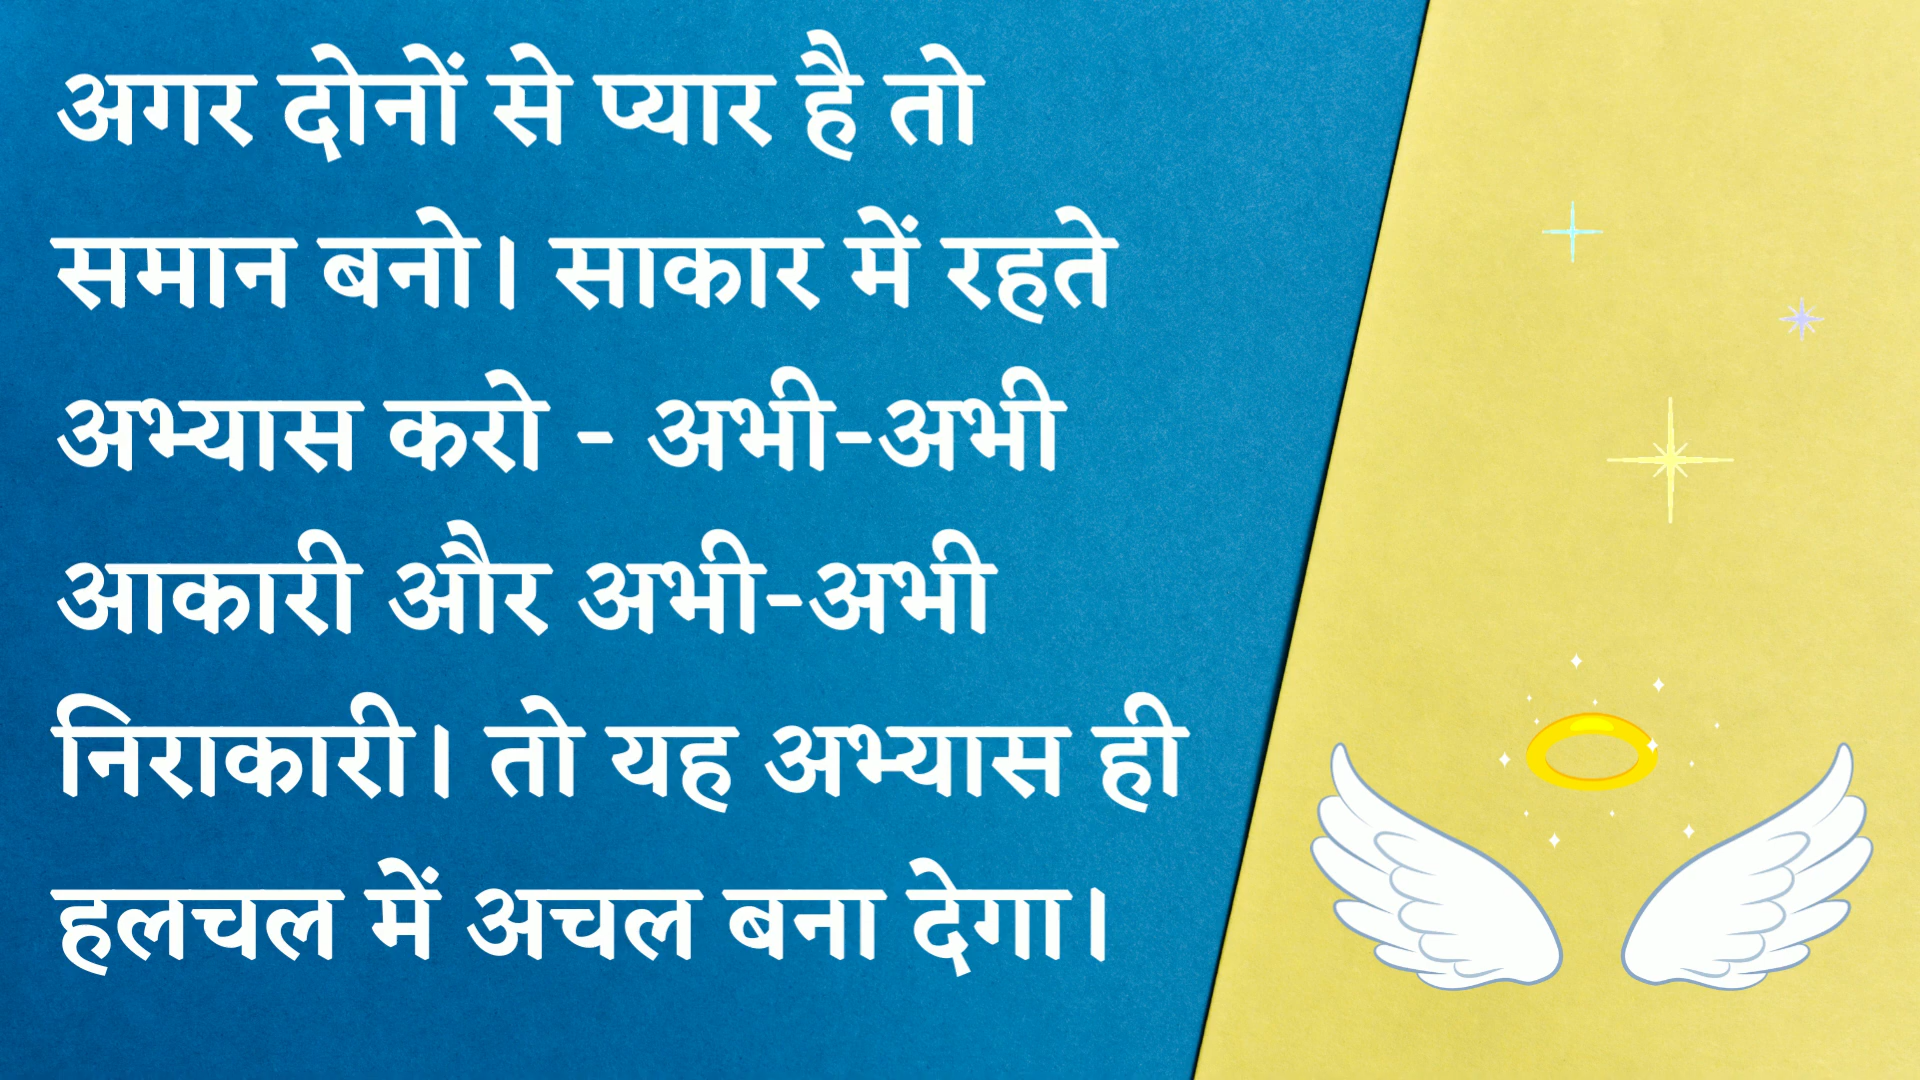 अगर दोनों से प्यार है तो
समान बनो। साकार में रहते
अभ्यास करो - अभी-अभी
आकारी और अभी-अभी
निराकारी। तो यह अभ्यास ही
हलचल में अचल बना देगा।